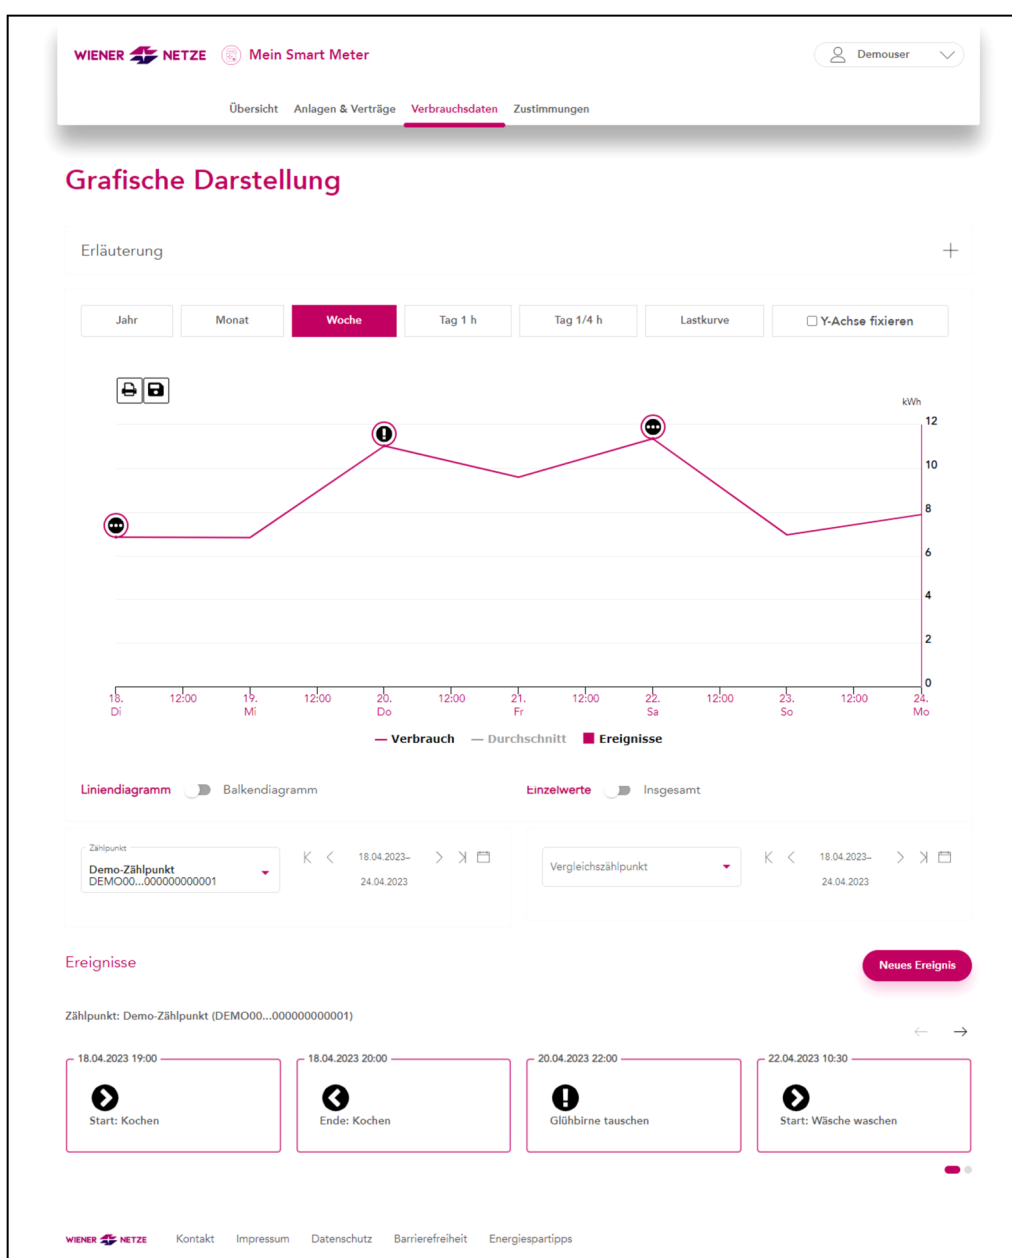 WIENER NETZE Mein Smart Meter Demouser
Übersicht Anlagen & Verträge Verbrauchsdaten Zustimmungen
Grafische Darstellung
Erläuterung
Jahr Monat Woche Tag 1 h Tag 1/4 h Lastkurve Y-Achse fixieren
kWh
12
10
8
6
4
2
0
18. 12:00 19. 12:00 20. 12:00 21. 12:00 22. 12:00 23. 12:00 24.
Di Mi Do Fr Sa So Mo
Verbrauch Durchschnitt Ereignisse
Liniendiagramm Balkendiagramm Einzelwerte Insgesamt
Zählpunkt
Demo-Zählpunkt
DEMO00...000000000001
18.04.2023–
24.04.2023
Vergleichszählpunkt
18.04.2023–
24.04.2023
Ereignisse
Neues Ereignis
Zählpunkt: Demo-Zählpunkt (DEMO00...000000000001)
18.04.2023 19:00
Start: Kochen
18.04.2023 20:00
Ende: Kochen
20.04.2023 22:00
Glühbirne tauschen
22.04.2023 10:30
Start: Wäsche waschen
WIENER NETZE Kontakt Impressum Datenschutz Barrierefreiheit Energiespartipps